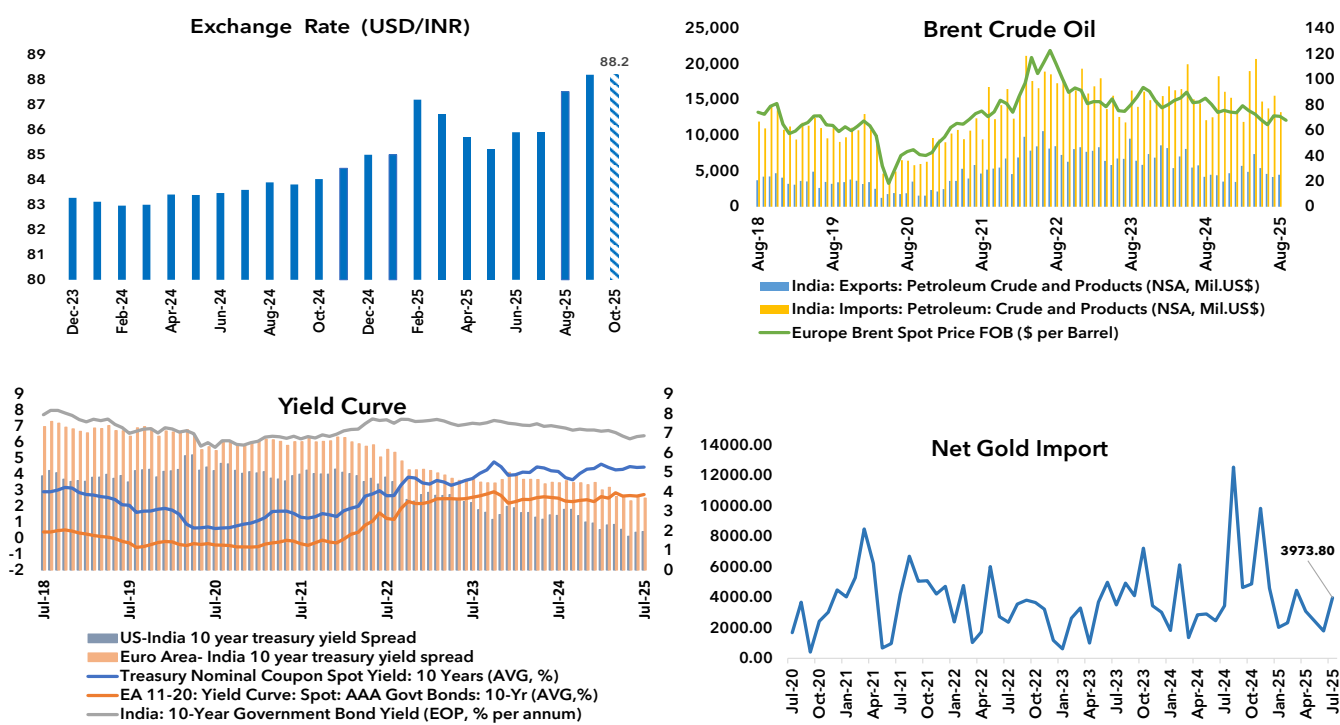 Exchange Rate (USD/INR)
89
88
87
86
85
84
83
82
81
80
88.2
Dec-23
Feb-24
Apr-24
Jun-24
Aug-24
Oct-24
Dec-24
Feb-25
Apr-25
Jun-25
Aug-25
Oct-25
Brent Crude Oil
25,000
20,000
15,000
10,000
5,000
0
140
120
100
80
60
40
20
0
Aug-18
Aug-19
Aug-20
Aug-21
Aug-22
Aug-23
Aug-24
Aug-25
India: Exports: Petroleum Crude and Products (NSA, Mil.US$)
India: Imports: Petroleum: Crude and Products (NSA, Mil.US$)
Europe Brent Spot Price FOB ($ per Barrel)
Yield Curve
9
8
7
6
5
4
3
2
1
0
-1
-2
9
8
7
6
5
4
3
2
1
0
Jul-18
Jul-19
Jul-20
Jul-21
Jul-22
Jul-23
Jul-24
Jul-25
US-India 10 year treasury yield Spread
Euro Area- India 10 year treasury yield spread
Treasury Nominal Coupon Spot Yield: 10 Years (AVG, %)
EA 11-20: Yield Curve: Spot: AAA Govt Bonds: 10-Yr (AVG,%)
India: 10-Year Government Bond Yield (EOP, % per annum)
Net Gold Import
14000.00
12000.00
10000.00
8000.00
6000.00
4000.00
2000.00
0.00
3973.80
Jul-20
Oct-20
Jan-21
Apr-21
Jul-21
Oct-21
Jan-22
Apr-22
Jul-22
Oct-22
Jan-23
Apr-23
Jul-23
Oct-23
Jan-24
Apr-24
Jul-24
Oct-24
Jan-25
Apr-25
Jul-25